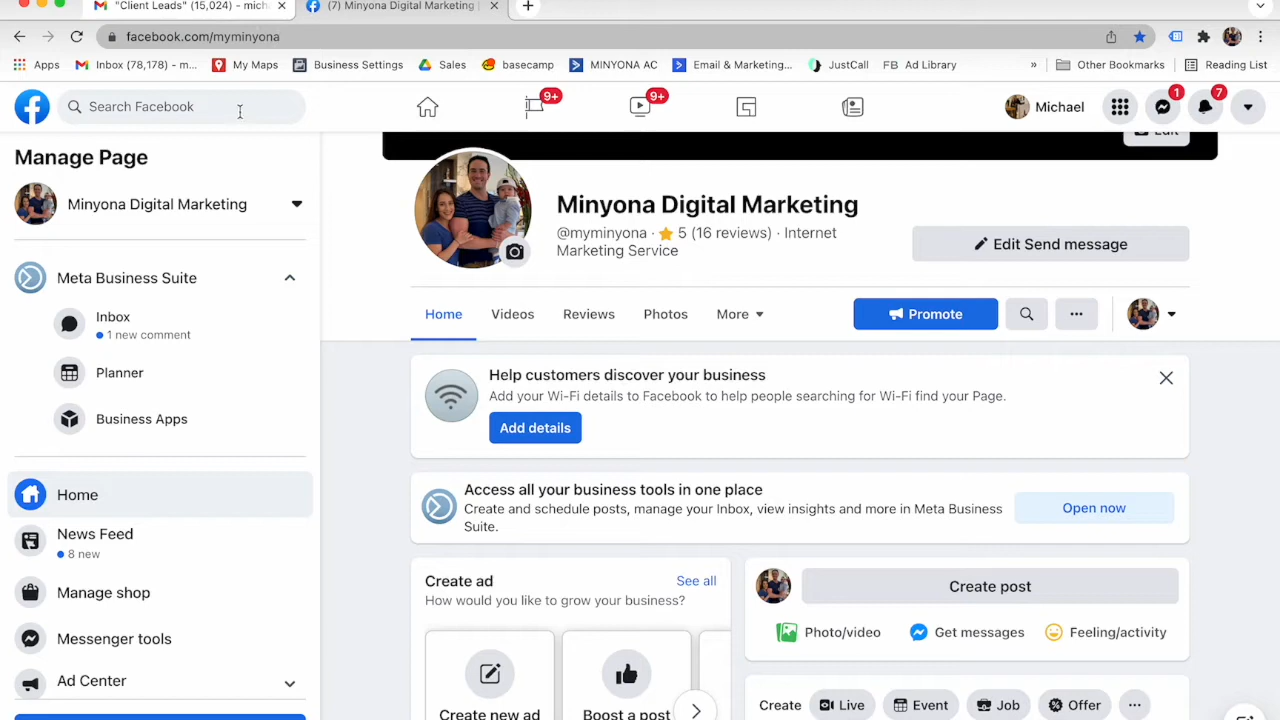 "Client Leads" (15,024) - mich
(7) Minyona Digital Marketing |
facebook.com/myminyona
Apps
Inbox (78,178) - m...
My Maps
Business Settings
Sales
basecamp
MINYONA AC
Email & Marketing...
JustCall
FB Ad Library
»
Other Bookmarks
Reading List
Search Facebook
9+
9+
Michael
1
7
Manage Page
Edit
Minyona Digital Marketing
Minyona Digital Marketing
@myminyona · 5 (16 reviews) · Internet
Marketing Service
Edit Send message
Meta Business Suite
Inbox
1 new comment
Planner
Business Apps
Home
News Feed
8 new
Manage shop
Messenger tools
Ad Center
Home
Videos
Reviews
Photos
More
Promote
Help customers discover your business
Add your Wi-Fi details to Facebook to help people searching for Wi-Fi find your Page.
Add details
Access all your business tools in one place
Create and schedule posts, manage your Inbox, view insights and more in Meta Business
Suite.
Open now
Create ad
See all
How would you like to grow your business?
Create new ad
Boost a post
Create post
Photo/video
Get messages
Feeling/activity
Create
Live
Event
Job
Offer